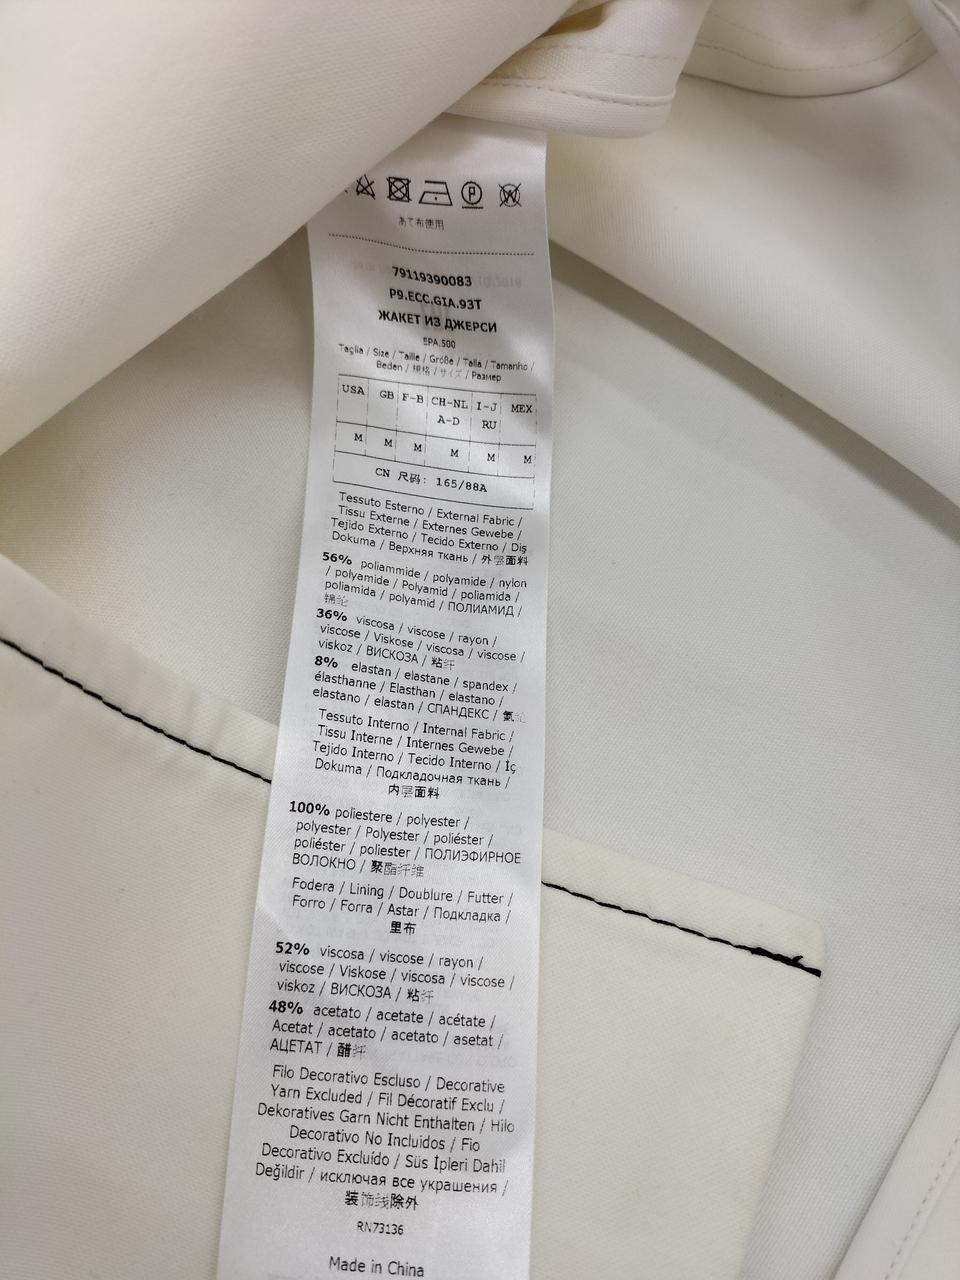 あて布使用
79119390083
P9.ECC.GIA.93T
ЖАКЕТ ИЗ ДЖЕРСИ
EPA.500
Taglia / Size / Taille / Größe / Talla / Tamanho /
Beden / 規格 / サイズ / Размер
USA GB F-B CH-NL A-D I-J RU MEX
M M M M M M
CN 尺码: 165/88A
Tessuto Esterno / External Fabric /
Tissu Externe / Externes Gewebe /
Tejido Externo / Tecido Externo / Dış
Dokuma / Верхняя ткань / 外层面料
56% poliammide / polyamide / nylon
/ polyamide / Polyamid / poliamida /
poliamida / polyamid / ПОЛИАМИД /
锦纶
36% viscosa / viscose / rayon /
viscose / Viskose / viscosa / viscose /
viskoz / ВИСКОЗА / 粘纤
8% elastan / elastane / spandex /
élasthanne / Elasthan / elastano /
elastano / elastan / СПАНДЕКС / 氨纶
Tessuto Interno / Internal Fabric /
Tissu Interne / Internes Gewebe /
Tejido Interno / Tecido Interno / İç
Dokuma / Подкладочная ткань /
内层面料
100% poliestere / polyester /
polyester / Polyester / poliéster /
poliéster / poliester / ПОЛИЭФИРНОЕ
ВОЛОКНО / 聚酯纤维
Fodera / Lining / Doublure / Futter /
Forro / Forra / Astar / Подкладка /
里布
52% viscosa / viscose / rayon /
viscose / Viskose / viscosa / viscose /
viskoz / ВИСКОЗА / 粘纤
48% acetato / acetate / acétate /
Acetat / acetato / acetato / asetat /
АЦЕТАТ / 醋纤
Filo Decorativo Escluso / Decorative
Yarn Excluded / Fil Décoratif Exclu /
Dekoratives Garn Nicht Enthalten / Hilo
Decorativo No Incluidos / Fio
Decorativo Excluído / Süs İpleri Dahil
Değildir / исключая все украшения /
装饰线除外
RN73136
Made in China